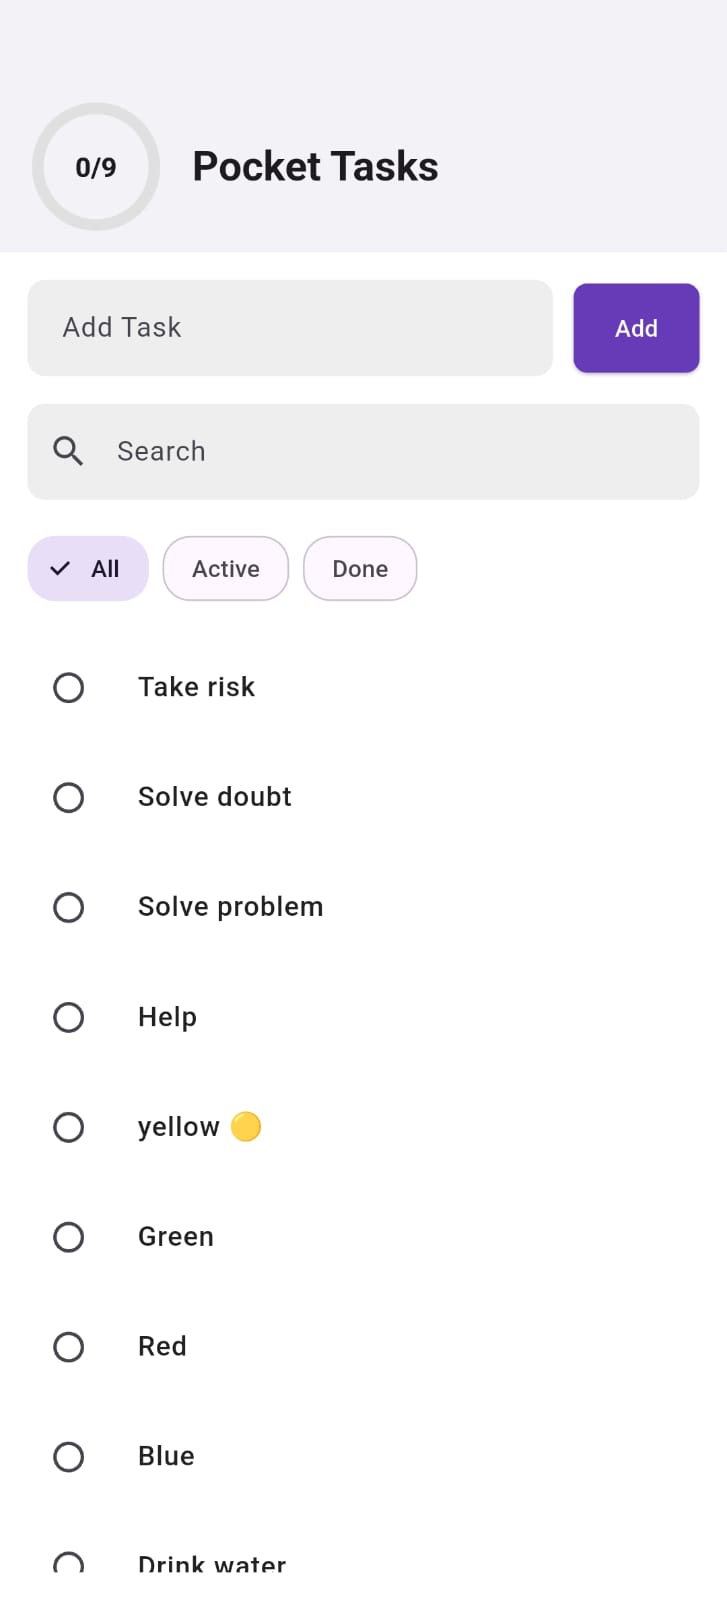 0/9
Pocket Tasks
Add Task
Add
Search
All
Active
Done
Take risk
Solve doubt
Solve problem
Help
yellow 🟡
Green
Red
Blue
Drink water